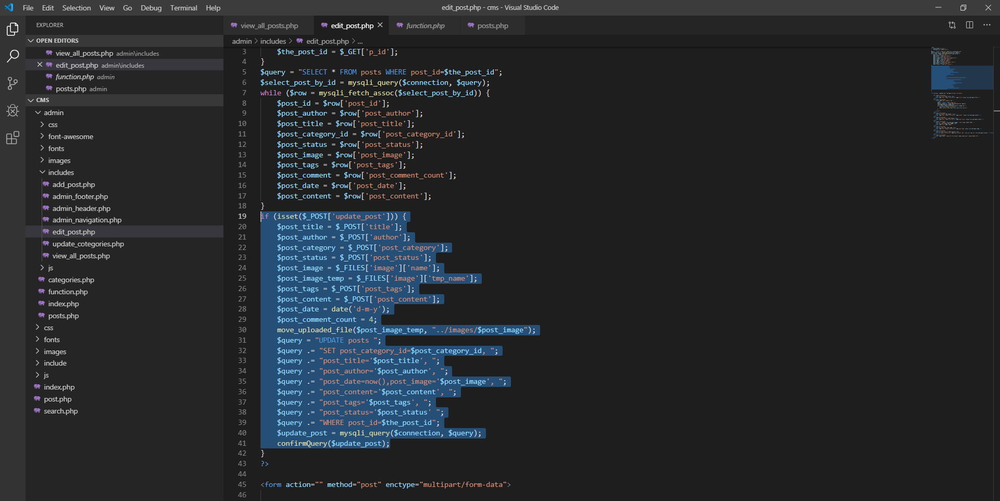 File Edit Selection View Go Debug Terminal Help
edit_post.php - cms - Visual Studio Code
EXPLORER
OPEN EDITORS
view_all_posts.php admin\includes
edit_post.php admin\includes
function.php admin
posts.php admin
CMS
admin
css
font-awesome
fonts
images
includes
add_post.php
admin_footer.php
admin_header.php
admin_navigation.php
edit_post.php
update_cotegories.php
view_all_posts.php
js
categories.php
function.php
index.php
posts.php
css
fonts
images
include
js
index.php
post.php
search.php
view_all_posts.php edit_post.php function.php posts.php
admin > includes > edit_post.php > ...
3 $the_post_id = $_GET['p_id'];
4 }
5 $query = "SELECT * FROM posts WHERE post_id=$the_post_id";
6 $select_post_by_id = mysqli_query($connection, $query);
7 while ($row = mysqli_fetch_assoc($select_post_by_id)) {
8 $post_id = $row['post_id'];
9 $post_author = $row['post_author'];
10 $post_title = $row['post_title'];
11 $post_category_id = $row['post_category_id'];
12 $post_status = $row['post_status'];
13 $post_image = $row['post_image'];
14 $post_tags = $row['post_tags'];
15 $post_comment = $row['post_comment_count'];
16 $post_date = $row['post_date'];
17 $post_content = $row['post_content'];
18 }
19 if (isset($_POST['update_post'])) {
20 $post_title = $_POST['title'];
21 $post_author = $_POST['author'];
22 $post_category = $_POST['post_category'];
23 $post_status = $_POST['post_status'];
24 $post_image = $_FILES['image']['name'];
25 $post_image_temp = $_FILES['image']['tmp_name'];
26 $post_tags = $_POST['post_tags'];
27 $post_content = $_POST['post_content'];
28 $post_date = date('d-m-y');
29 $post_comment_count = 4;
30 move_uploaded_file($post_image_temp, "../images/$post_image");
31 $query = "UPDATE posts ";
32 $query .= "SET post_category_id=$post_category_id, ";
33 $query .= "post_title='$post_title', ";
34 $query .= "post_author='$post_author', ";
35 $query .= "post_date=now(),post_image='$post_image', ";
36 $query .= "post_content='$post_content', ";
37 $query .= "post_tags='$post_tags', ";
38 $query .= "post_status='$post_status' ";
39 $query .= "WHERE post_id=$the_post_id";
40 $update_post = mysqli_query($connection, $query);
41 confirmQuery($update_post);
42 }
43 ?>
44
45 <form action="" method="post" enctype="multipart/form-data">
46